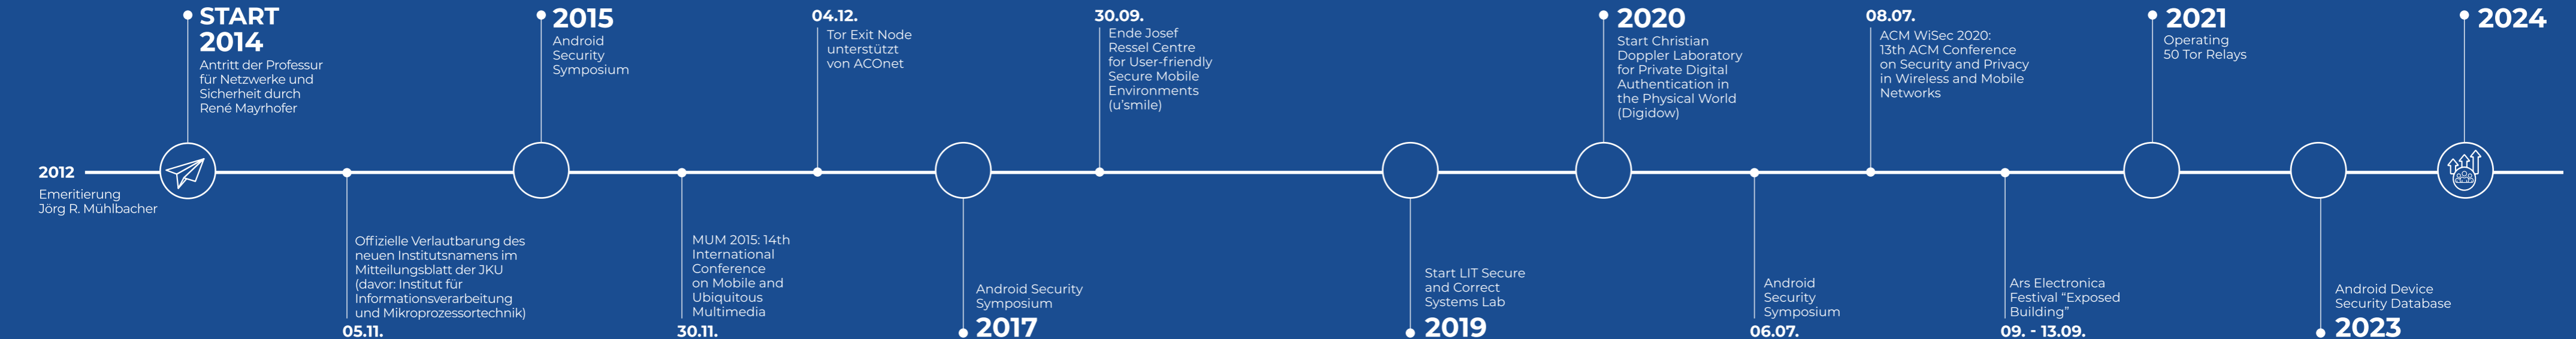 2012
Emeritierung
Jörg R. Mühlbacher
START
2014
Antritt der Professur
für Netzwerke und
Sicherheit durch
René Mayrhofer
Offizielle Verlautbarung des
neuen Institutsnamens im
Mitteilungsblatt der JKU
(davor: Institut für
Informationsverarbeitung
und Mikroprozessortechnik)
05.11.
2015
Android
Security
Symposium
MUM 2015: 14th
International
Conference
on Mobile and
Ubiquitous
Multimedia
30.11.
04.12.
Tor Exit Node
unterstützt
von ACOnet
Android Security
Symposium
2017
30.09.
Ende Josef
Ressel Centre
for User-friendly
Secure Mobile
Environments
(u'smile)
Start LIT Secure
and Correct
Systems Lab
2019
2020
Start Christian
Doppler Laboratory
for Private Digital
Authentication in
the Physical World
(Digidow)
Android
Security
Symposium
06.07.
08.07.
ACM WiSec 2020:
13th ACM Conference
on Security and Privacy
in Wireless and Mobile
Networks
Ars Electronica
Festival “Exposed
Building”
09. - 13.09.
2021
Operating
50 Tor Relays
Android Device
Security Database
2023
2024